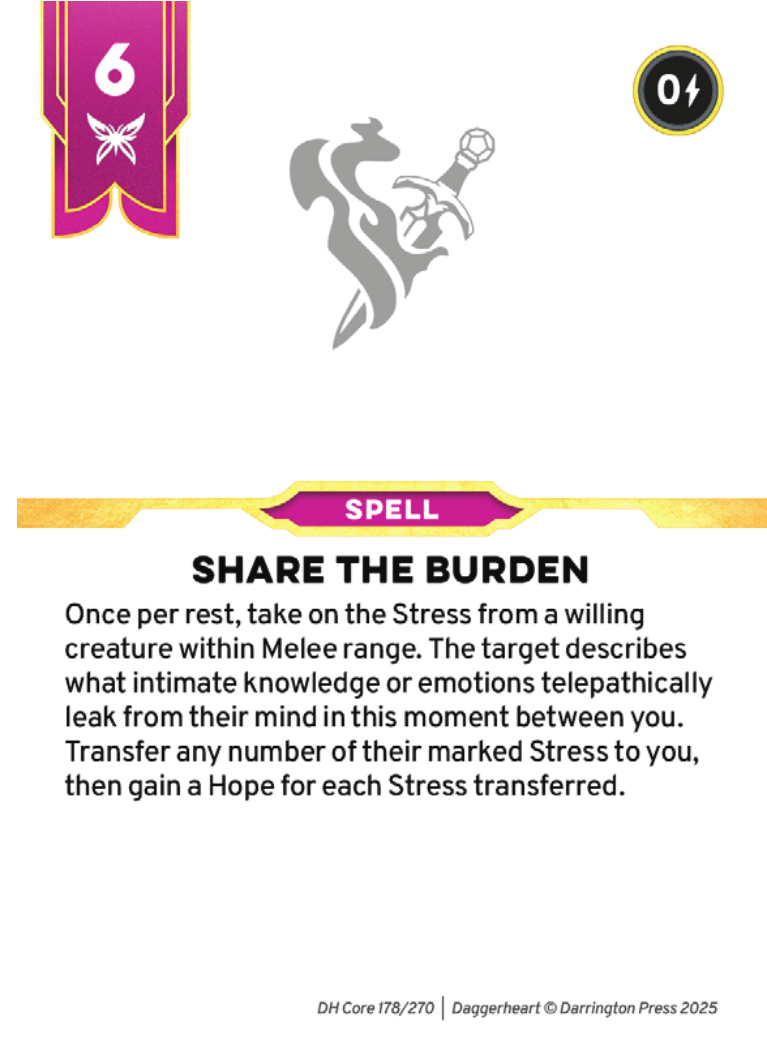 6
0
SPELL
SHARE THE BURDEN
Once per rest, take on the Stress from a willing
creature within Melee range. The target describes
what intimate knowledge or emotions telepathically
leak from their mind in this moment between you.
Transfer any number of their marked Stress to you,
then gain a Hope for each Stress transferred.
DH Core 178/270 | Daggerheart © Darrington Press 2025